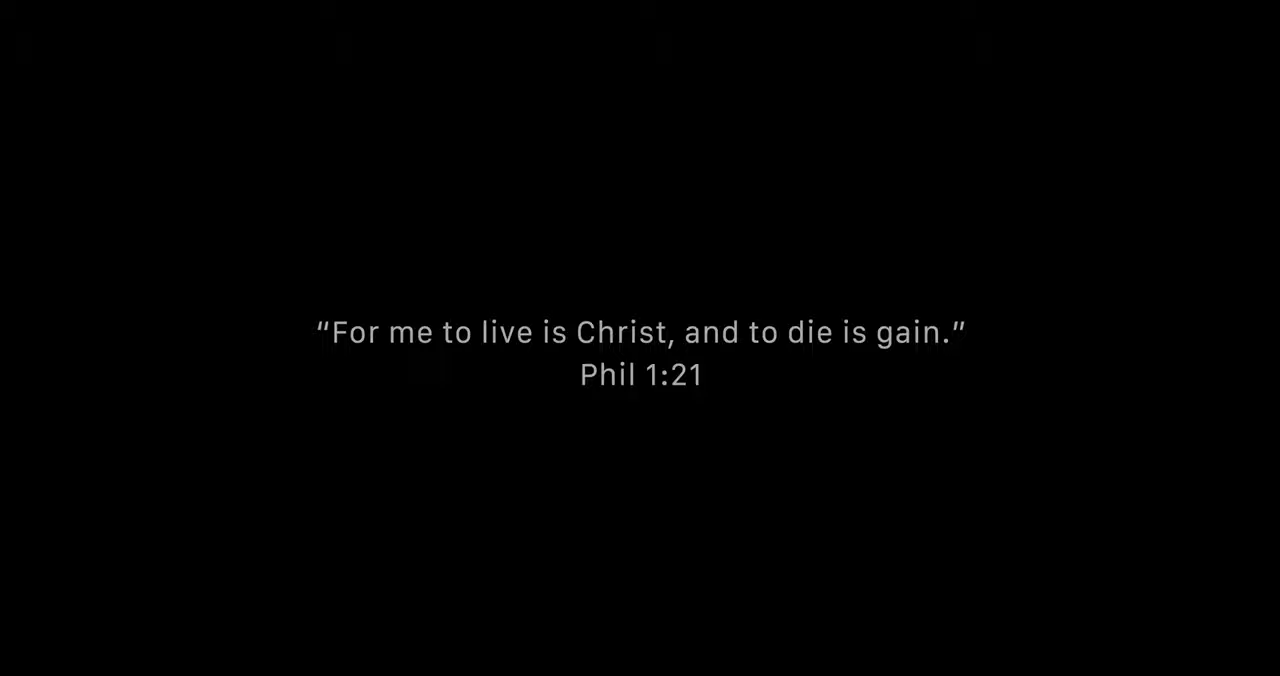 “For me to live is Christ, and to die is gain.”
Phil 1:21